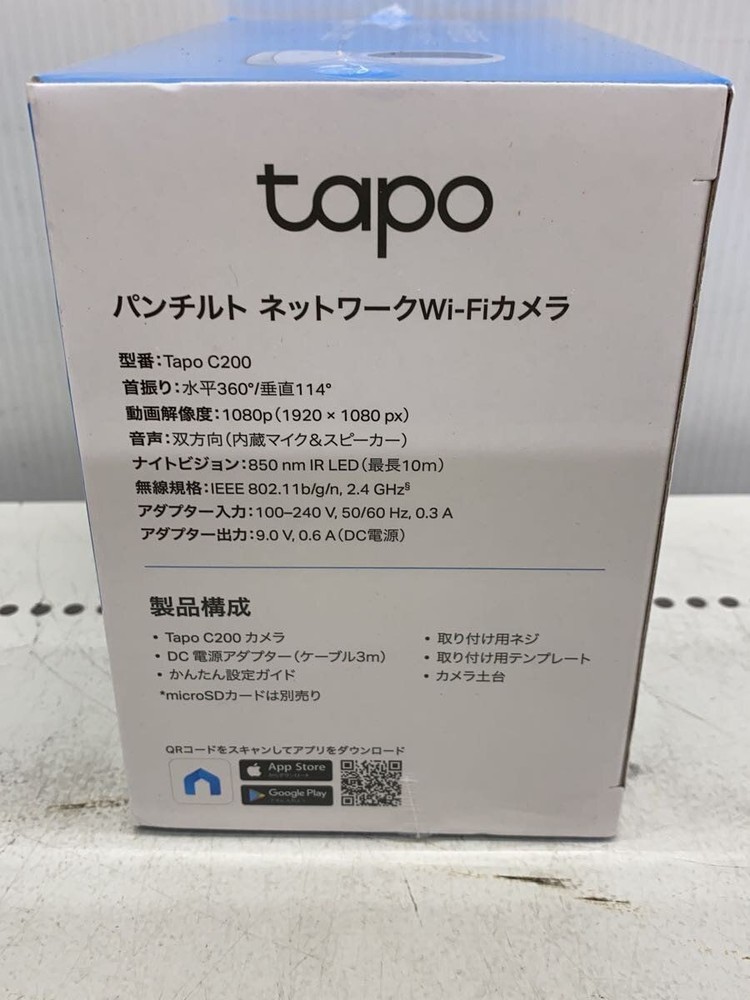 tapo
パンチルト ネットワークWi-Fiカメラ
型番:Tapo C200
首振り:水平360°/垂直114°
動画解像度:1080p(1920 × 1080 px)
音声:双方向(内蔵マイク&スピーカー)
ナイトビジョン:850 nm IR LED(最長10m)
無線規格:IEEE 802.11b/g/n, 2.4 GHz§
アダプター入力:100–240 V, 50/60 Hz, 0.3 A
アダプター出力:9.0 V, 0.6 A(DC電源)
製品構成
・Tapo C200 カメラ
・DC 電源アダプター(ケーブル3m)
・かんたん設定ガイド
*microSDカードは別売り
・取り付け用ネジ
・取り付け用テンプレート
・カメラ土台
QRコードをスキャンしてアプリをダウンロード
App Store
Google Play